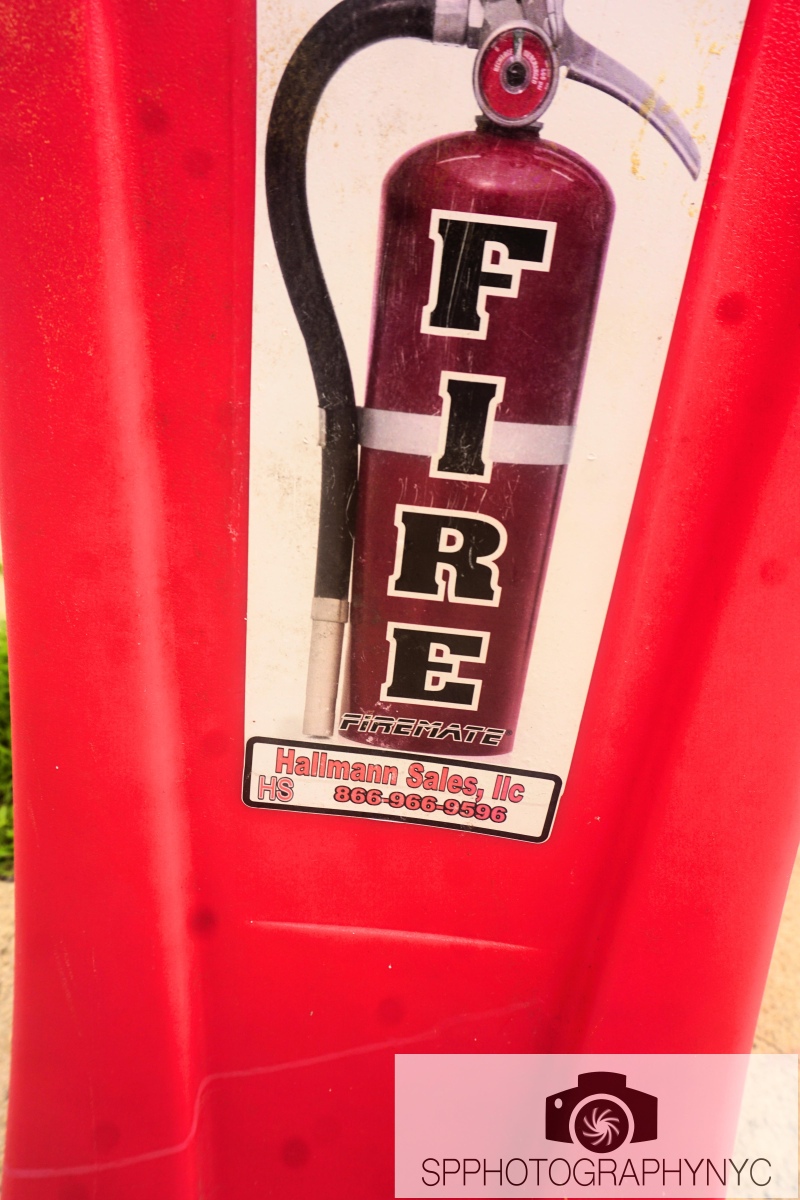 FIRE
FIREMATE
Hallmann Sales, llc
HS 866-966-9596
SPPHOTOGRAPHYNYC